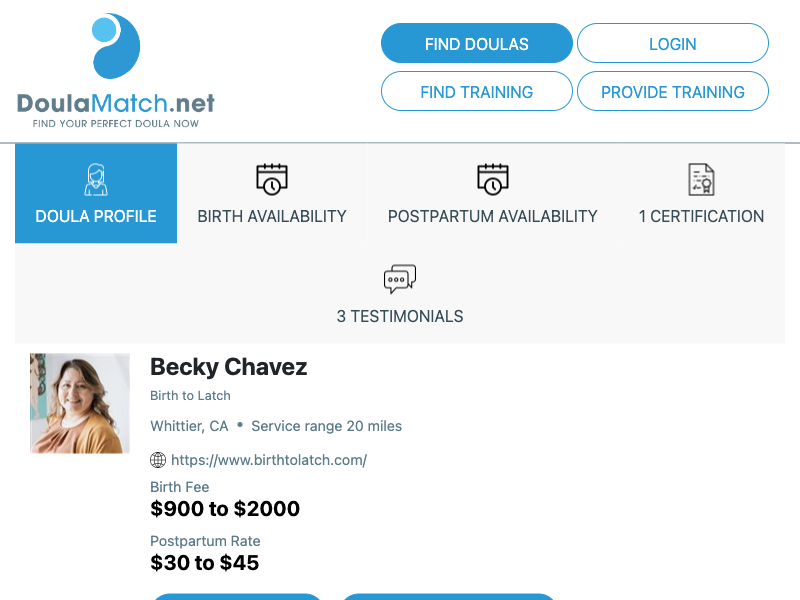 DoulaMatch.net
FIND YOUR PERFECT DOULA NOW
FIND DOULAS
LOGIN
FIND TRAINING
PROVIDE TRAINING
DOULA PROFILE
BIRTH AVAILABILITY
POSTPARTUM AVAILABILITY
1 CERTIFICATION
3 TESTIMONIALS
Becky Chavez
Birth to Latch
Whittier, CA • Service range 20 miles
https://www.birthtolatch.com/
Birth Fee
$900 to $2000
Postpartum Rate
$30 to $45